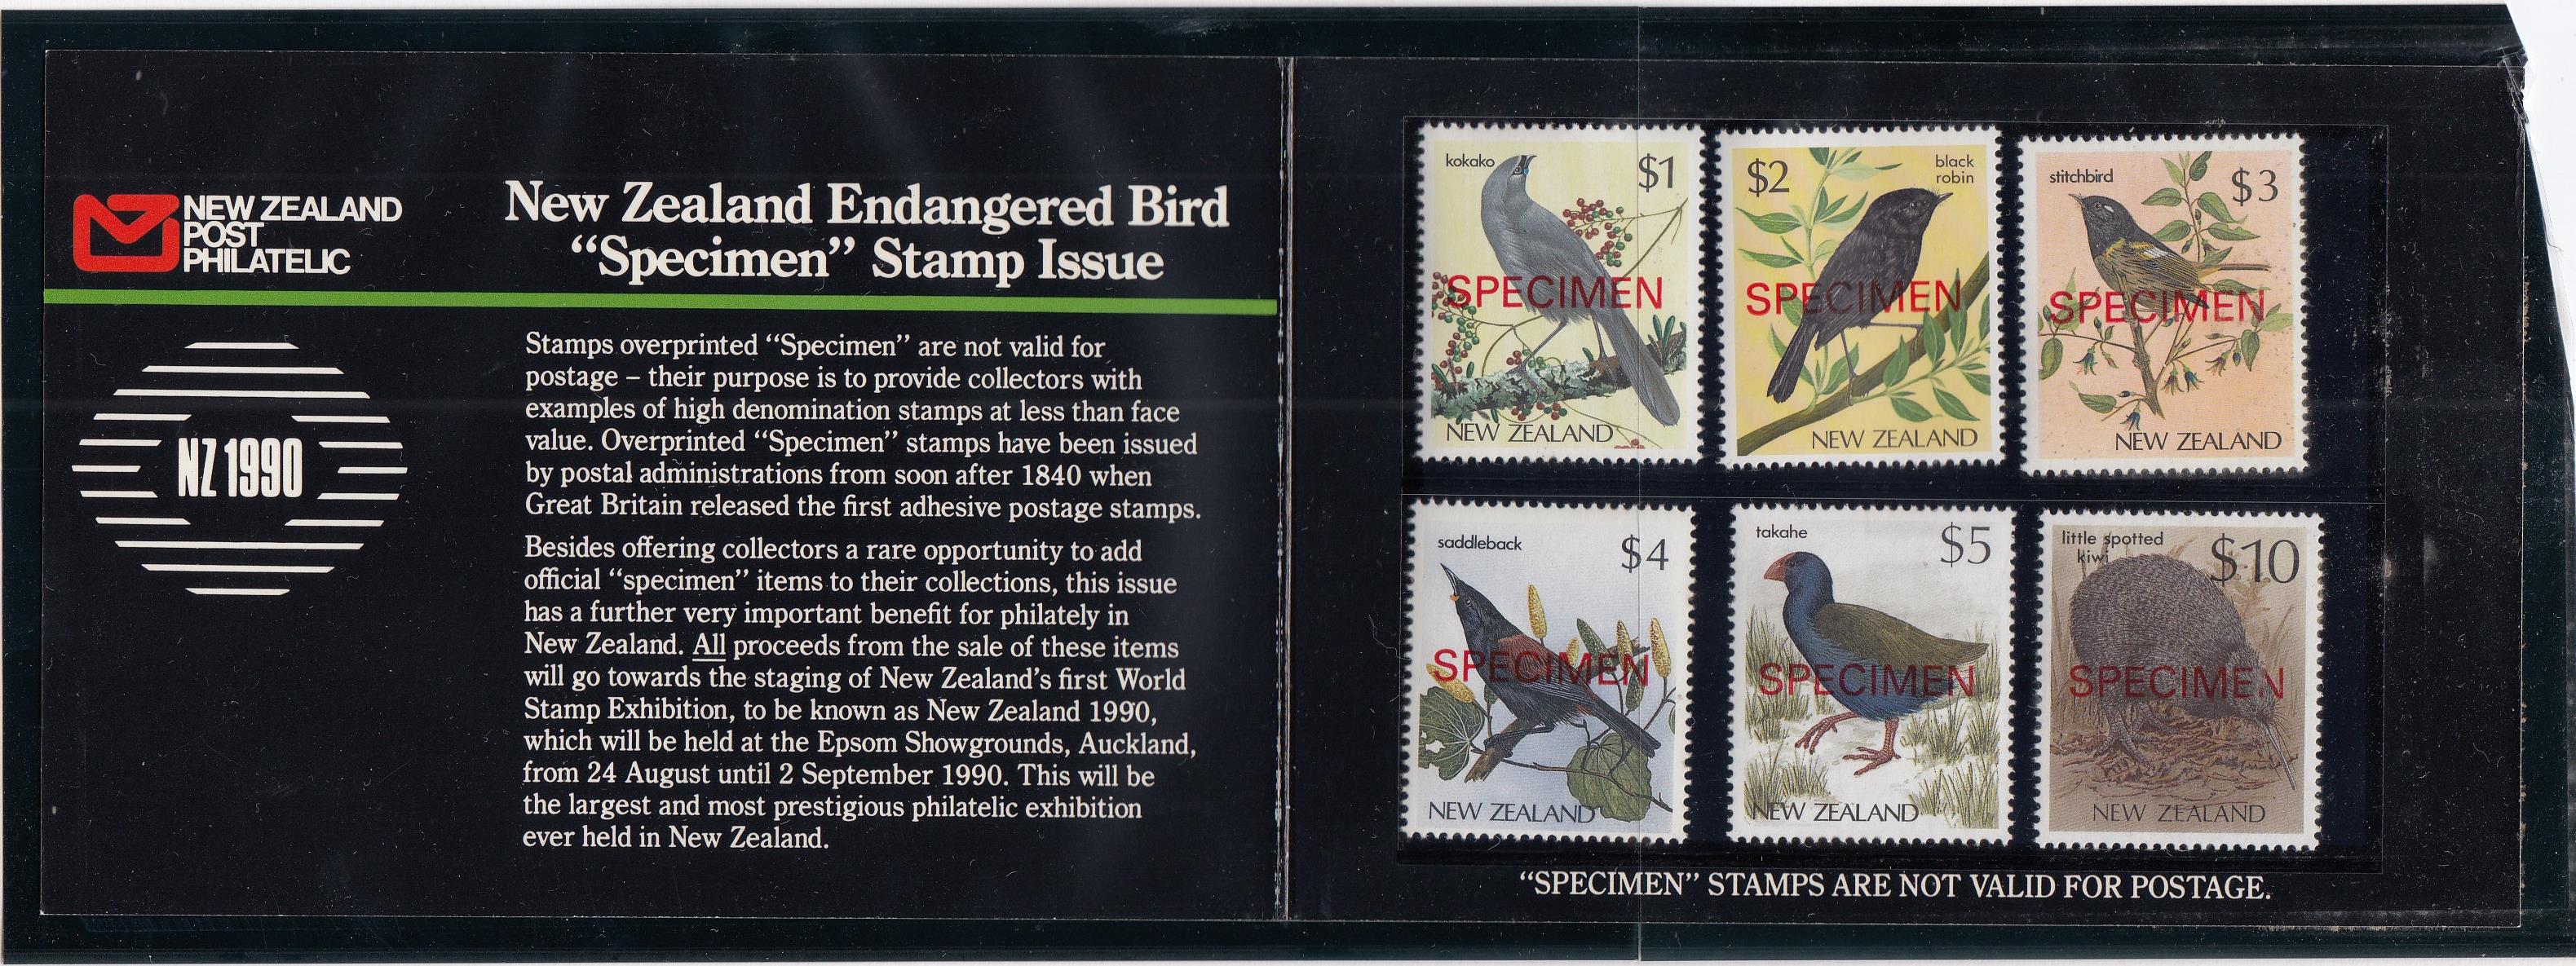 NEW ZEALAND
POST
PHILATELIC
New Zealand Endangered Bird
“Specimen” Stamp Issue
NZ 1990
Stamps overprinted “Specimen” are not valid for
postage – their purpose is to provide collectors with
examples of high denomination stamps at less than face
value. Overprinted “Specimen” stamps have been issued
by postal administrations from soon after 1840 when
Great Britain released the first adhesive postage stamps.
Besides offering collectors a rare opportunity to add
official “specimen” items to their collections, this issue
has a further very important benefit for philately in
New Zealand. All proceeds from the sale of these items
will go towards the staging of New Zealand’s first World
Stamp Exhibition, to be known as New Zealand 1990,
which will be held at the Epsom Showgrounds, Auckland,
from 24 August until 2 September 1990. This will be
the largest and most prestigious philatelic exhibition
ever held in New Zealand.
kokako
$1
SPECIMEN
NEW ZEALAND
$2
black
robin
SPECIMEN
NEW ZEALAND
stitchbird
$3
SPECIMEN
NEW ZEALAND
saddleback
$4
SPECIMEN
NEW ZEALAND
takahe
$5
SPECIMEN
NEW ZEALAND
little spotted
kiwi
$10
SPECIMEN
NEW ZEALAND
“SPECIMEN” STAMPS ARE NOT VALID FOR POSTAGE.